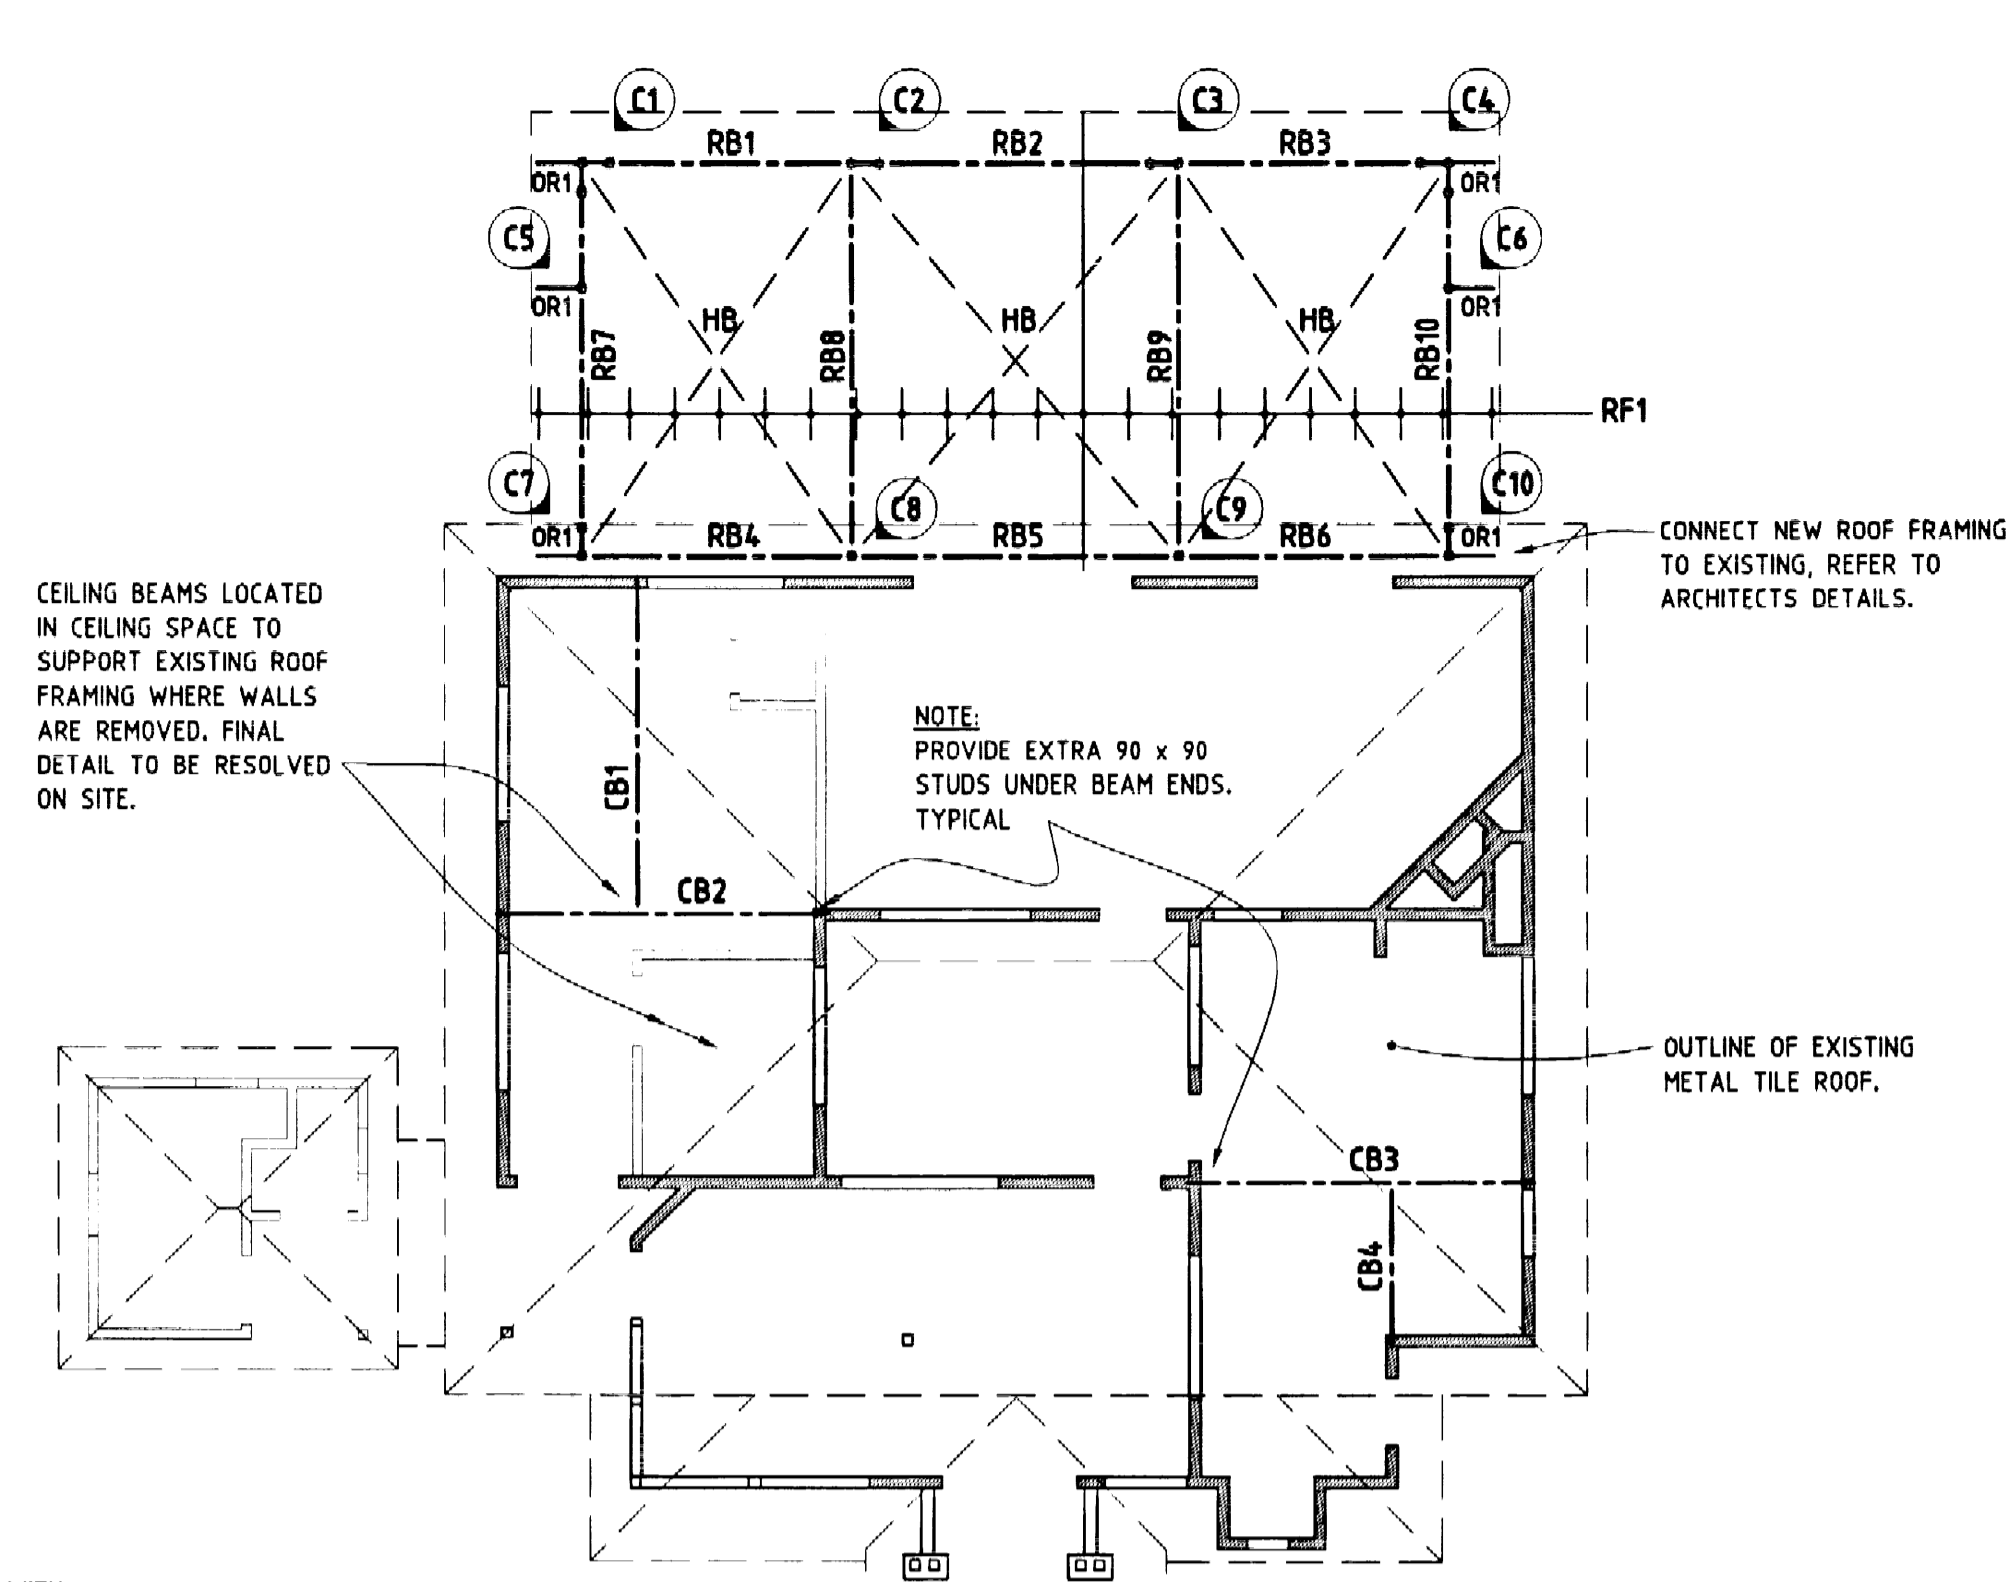 C1
C2
C3
C4
RB1
RB2
RB3
OR1
OR1
C5
C6
OR1
OR1
HB
HB
HB
RB7
RB8
RB9
RB10
RF1
C7
C8
C9
C10
OR1
RB4
RB5
RB6
OR1
CONNECT NEW ROOF FRAMING
TO EXISTING, REFER TO
ARCHITECTS DETAILS.
CEILING BEAMS LOCATED
IN CEILING SPACE TO
SUPPORT EXISTING ROOF
FRAMING WHERE WALLS
ARE REMOVED. FINAL
DETAIL TO BE RESOLVED
ON SITE.
NOTE:
PROVIDE EXTRA 90 x 90
STUDS UNDER BEAM ENDS.
TYPICAL
CB1
CB2
OUTLINE OF EXISTING
METAL TILE ROOF.
CB3
CB4